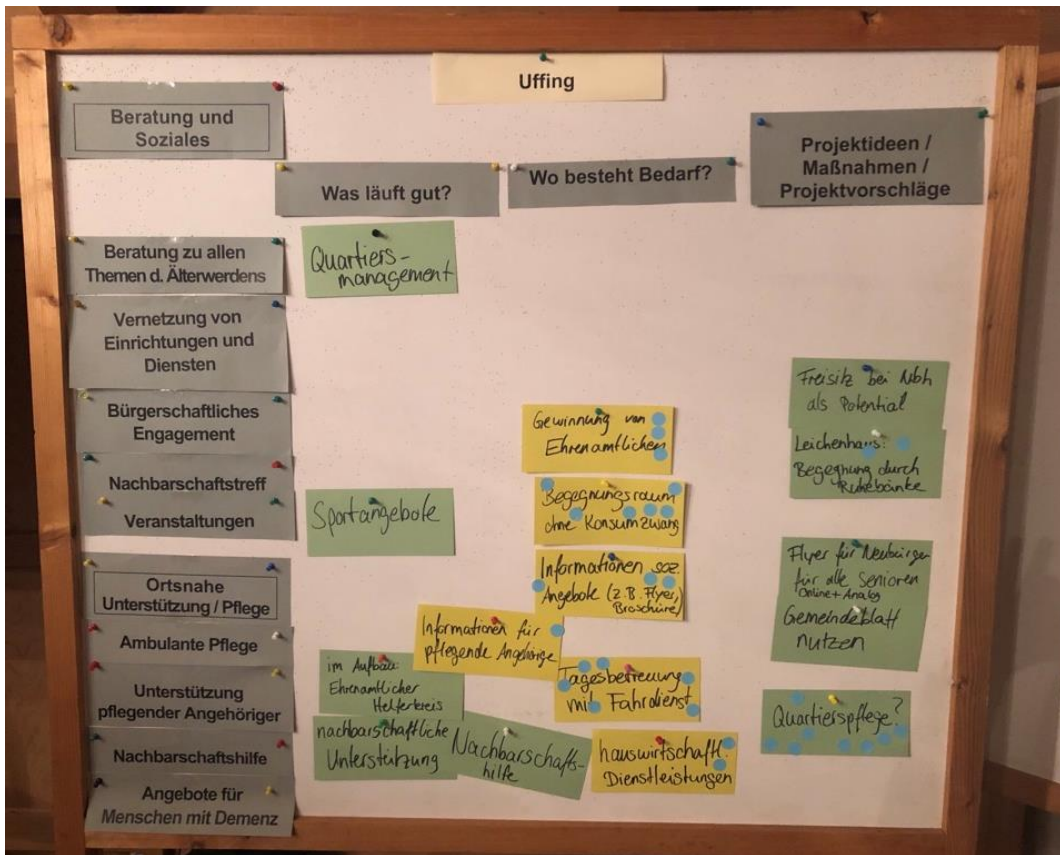 Uffing
Beratung und
Soziales
Was läuft gut?
Wo besteht Bedarf?
Projektideen /
Maßnahmen /
Projektvorschläge
Beratung zu allen
Themen d. Älterwerdens
Quartiers-
management
Vernetzung von
Einrichtungen und
Diensten
Bürgerschaftliches
Engagement
Gewinnung von
Ehrenamtlichen
Freisitz bei Nbh
als Potential
Leichenhaus:
Begegnung durch
Ruhebänke
Nachbarschaftstreff
Veranstaltungen
Sportangebote
Begegnungsraum
ohne Konsumzwang
Informationen soz.
Angebote (z.B. Flyer,
Broschüre)
Flyer für Neubürger
für alle Senioren
Online + Analog
Gemeindeblatt
nutzen
Ortsnahe
Unterstützung / Pflege
Ambulante Pflege
Informationen für
pflegende Angehörige
Unterstützung
pflegender Angehöriger
im Aufbau:
Ehrenamtlicher
Helferkreis
Tagesbetreuung
mit Fahrdienst
Quartierspflege?
Nachbarschaftshilfe
nachbarschaftliche
Unterstützung
Nachbarschafts-
hilfe
hauswirtschaftl.
Dienstleistungen
Angebote für
Menschen mit Demenz